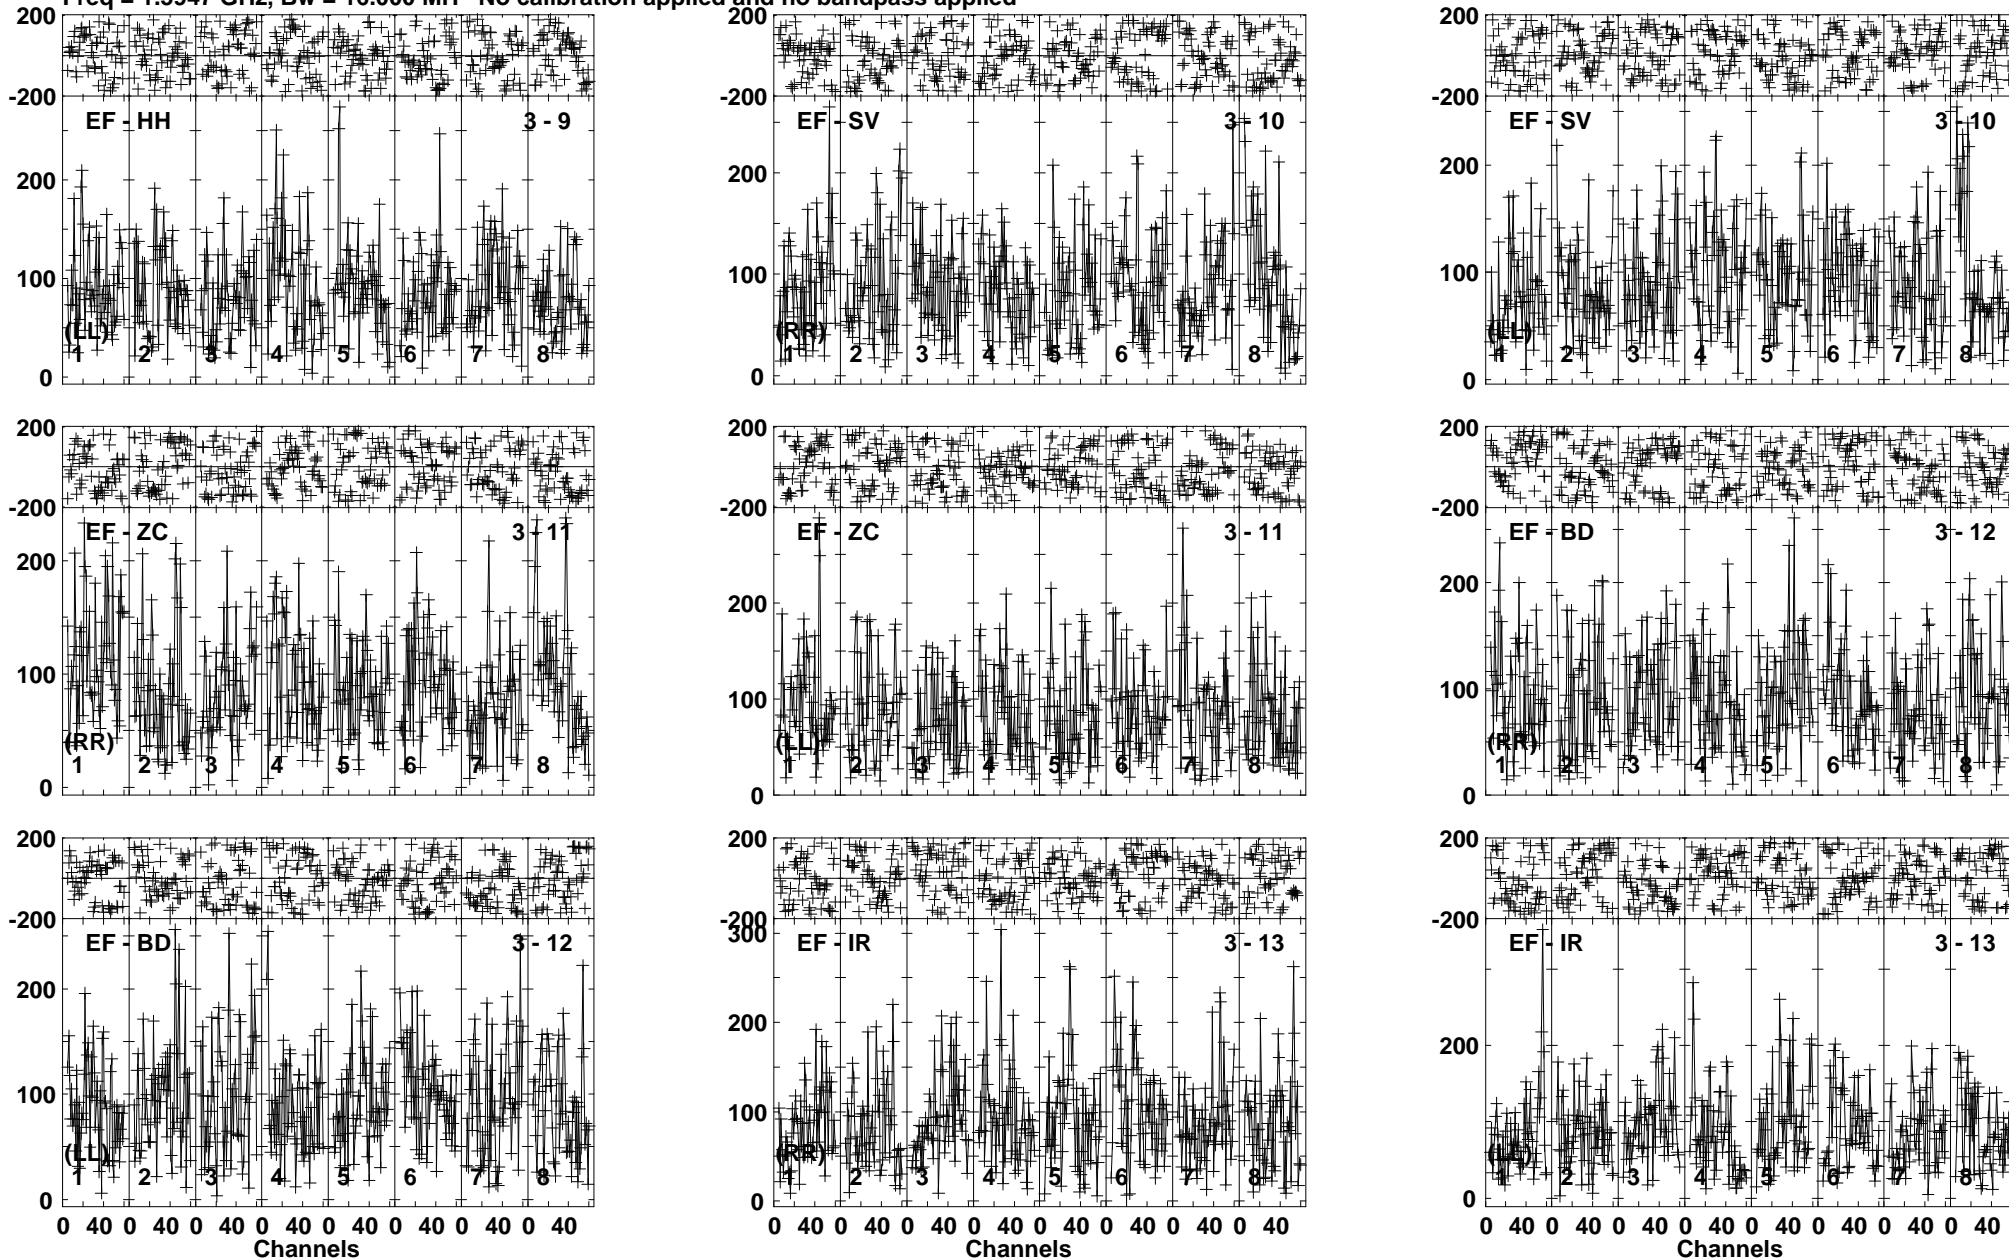 Freq = 1.5947 GHz, Bw = 16.000 MH No calibration applied and no bandpass applied
200 200 200
-200 -200 -200
EF - HH 3 - 9 EF - SV 3 - 10 EF - SV 3 - 10
200 200 200
100 100 100
(LL) (RR) (LL)
1 2 3 4 5 6 7 8 1 2 3 4 5 6 7 8 1 2 3 4 5 6 7 8
0 0 0
200 200 200
-200 -200 -200
EF - ZC 3 - 11 EF - ZC 3 - 11 EF - BD 3 - 12
200 200 200
100 100 100
(RR) (LL) (RR)
1 2 3 4 5 6 7 8 1 2 3 4 5 6 7 8 1 2 3 4 5 6 7 8
0 0 0
200 200 200
-200 -200 -200
300
EF - BD 3 - 12 EF - IR 3 - 13 EF - IR 3 - 13
200 200 200
100 100
(LL) (RR) (LL)
1 2 3 4 5 6 7 8 1 2 3 4 5 6 7 8 1 2 3 4 5 6 7 8
0 0 0
0 40 0 40 0 40 0 40 0 40 0 40 0 40 0 40 0 40 0 40 0 40 0 40 0 40 0 40 0 40 0 40 0 40 0 40 0 40 0 40 0 40 0 40 0 40 0 40
Channels Channels Channels